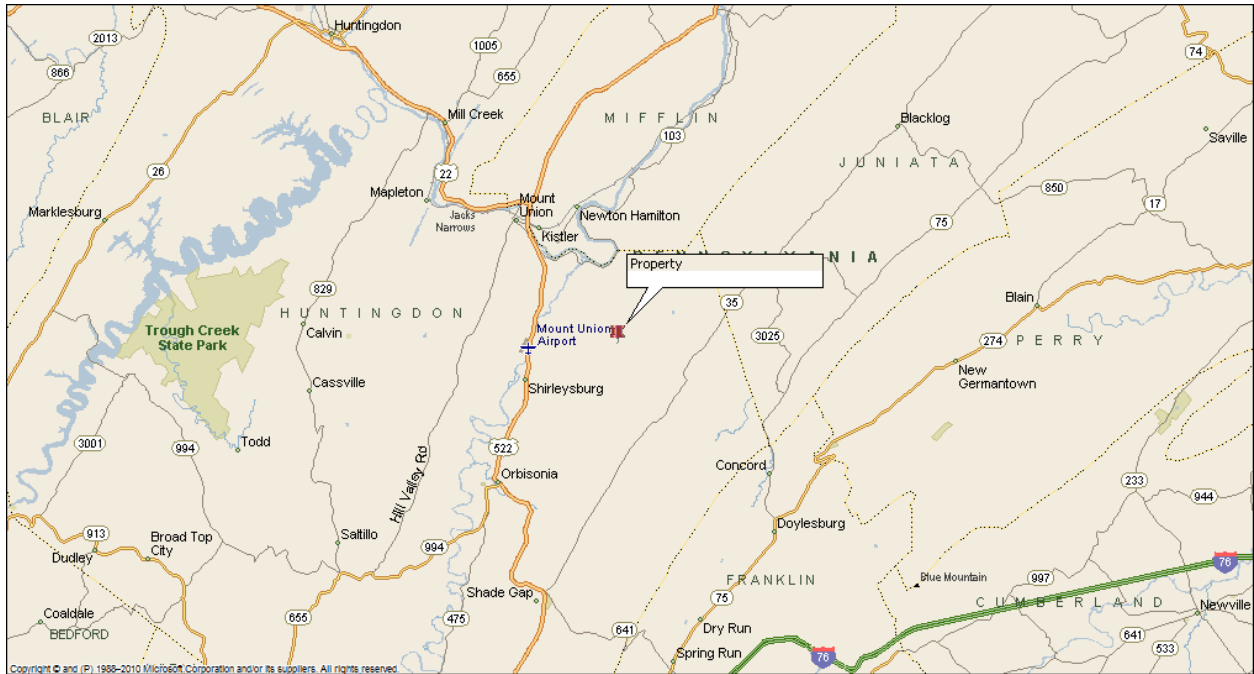 Huntingdon
2013
1005
74
866
655
BLAIR
Mill Creek
MIFFLIN
Blacklog
103
Saville
JUNIATA
26
22
850
Mapleton
Mount
Union
17
Marklesburg
Jacks
Narrows
Newton Hamilton
Kistler
75
PENNSYLVANIA
Property
829
35
Blain
HUNTINGDON
Trough Creek
State Park
Calvin
Mount Union
Airport
3025
274
PERRY
New
Germantown
Cassville
Shirleysburg
3001
994
Todd
522
Hill Valley Rd
Concord
Orbisonia
233
944
913
Broad Top
City
Saltillo
Doylesburg
Dudley
994
76
FRANKLIN
Blue Mountain
997
Shade Gap
75
CUMBERLAND
Newville
Coaldale
655
475
BEDFORD
641
Dry Run
641
533
Spring Run
76
Copyright © and (P) 1988–2010 Microsoft Corporation and/or its suppliers. All rights reserved.